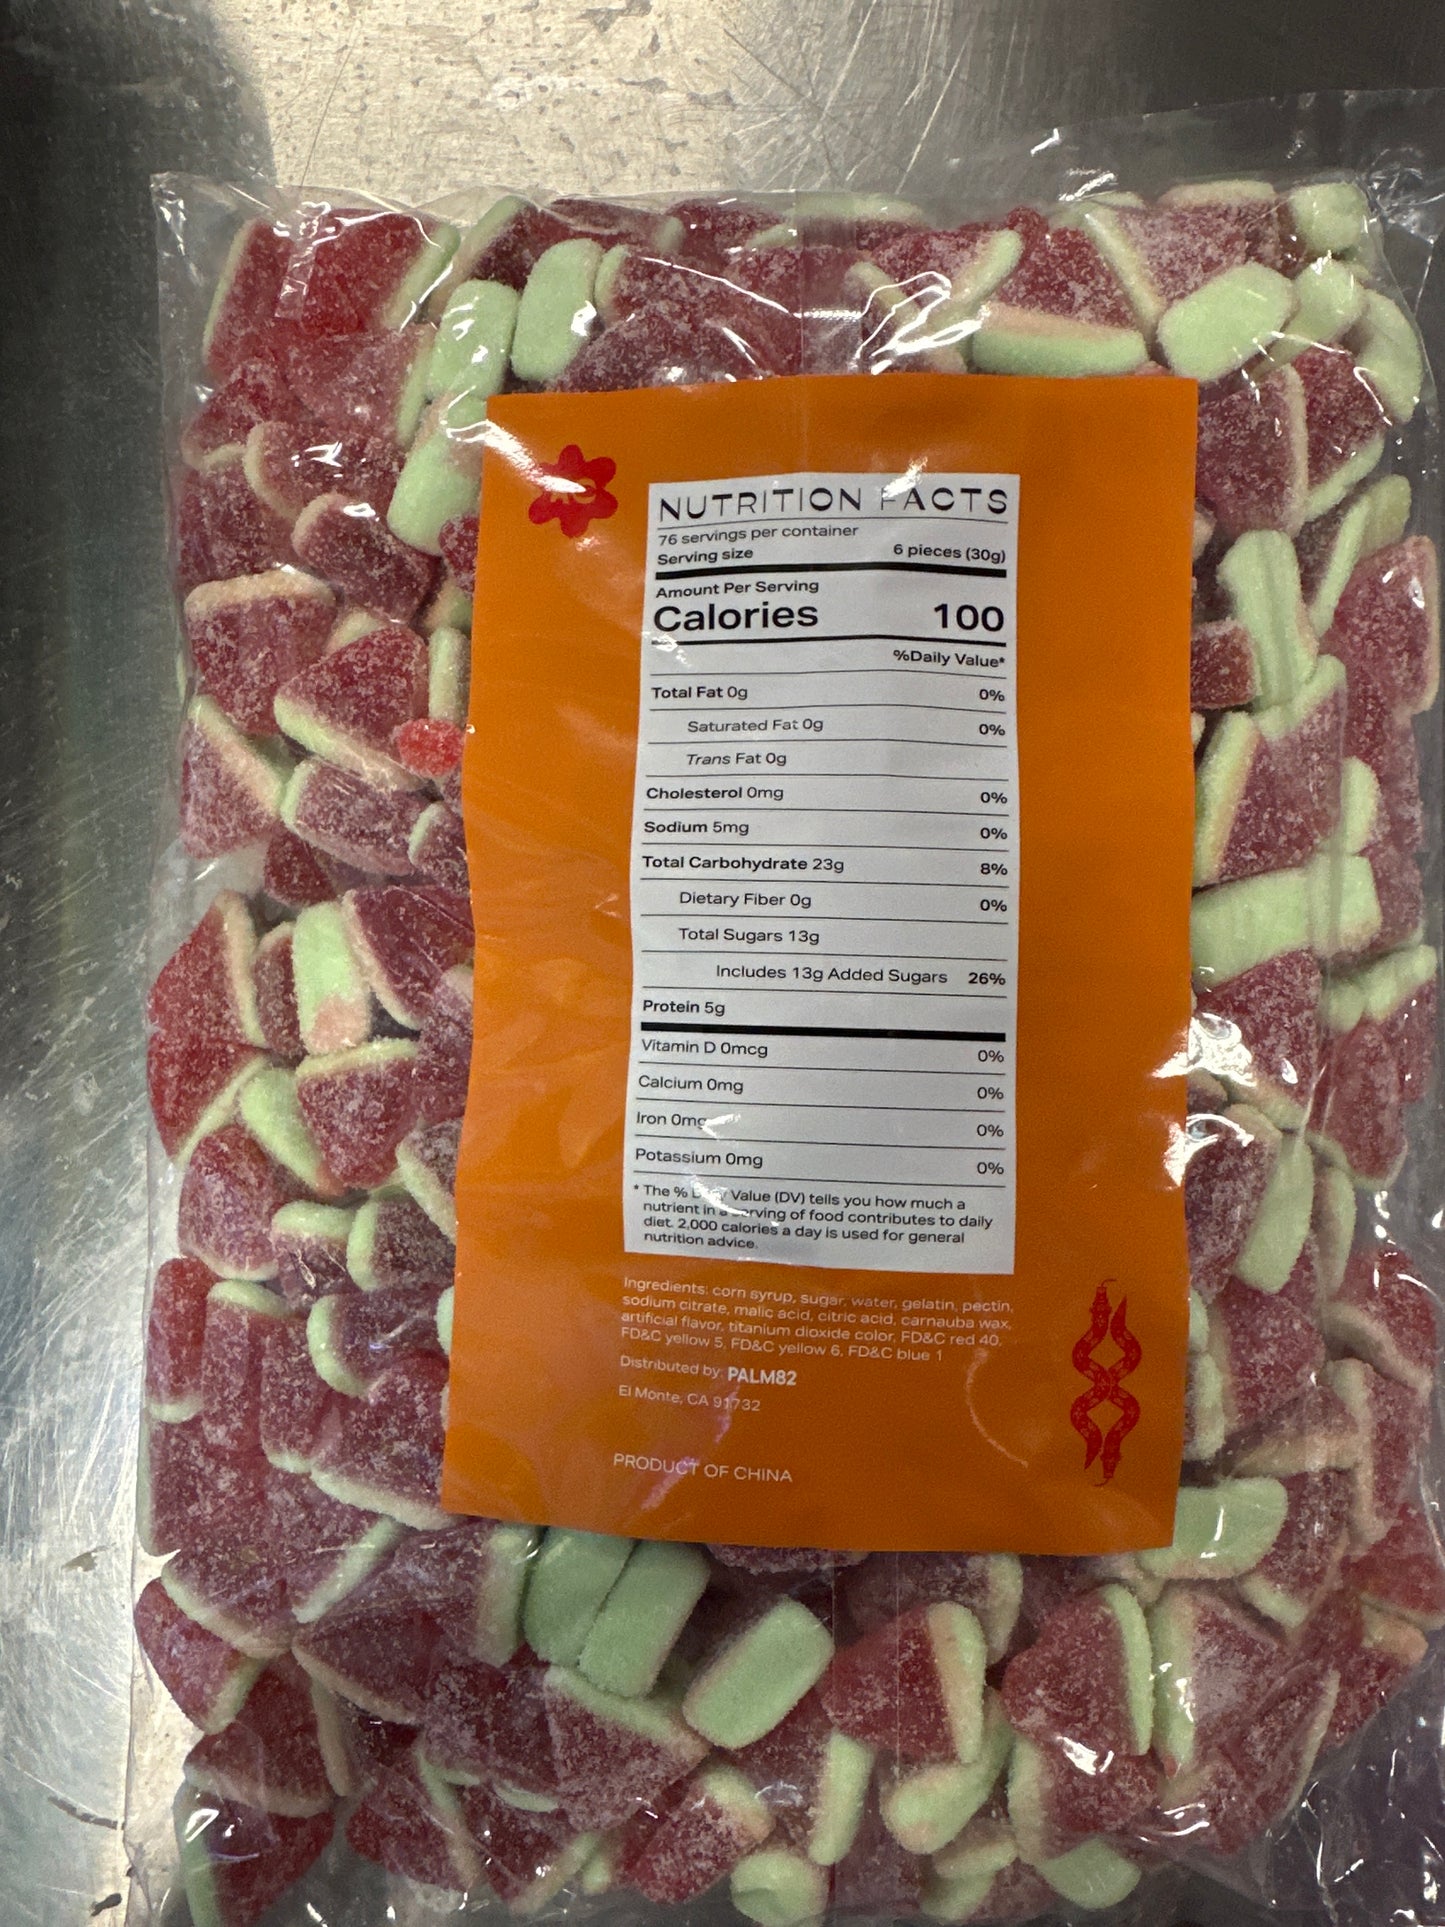 NUTRITION FACTS
76 servings per container
Serving size 6 pieces (30g)
Amount Per Serving
Calories 100
%Daily Value*
Total Fat 0g 0%
Saturated Fat 0g 0%
Trans Fat 0g
Cholesterol 0mg 0%
Sodium 5mg 0%
Total Carbohydrate 23g 8%
Dietary Fiber 0g 0%
Total Sugars 13g
Includes 13g Added Sugars 26%
Protein 5g
Vitamin D 0mcg 0%
Calcium 0mg 0%
Iron 0mg 0%
Potassium 0mg 0%
* The % Value (DV) tells you how much a
nutrient in a serving of food contributes to daily
diet. 2,000 calories a day is used for general
nutrition advice.
Ingredients: corn syrup, sugar, water, gelatin, pectin,
sodium citrate, malic acid, citric acid, carnauba wax,
artificial flavor, titanium dioxide color, FD&C red 40,
FD&C yellow 5, FD&C yellow 6, FD&C blue 1
Distributed by: PALM82
El Monte, CA 91732
PRODUCT OF CHINA